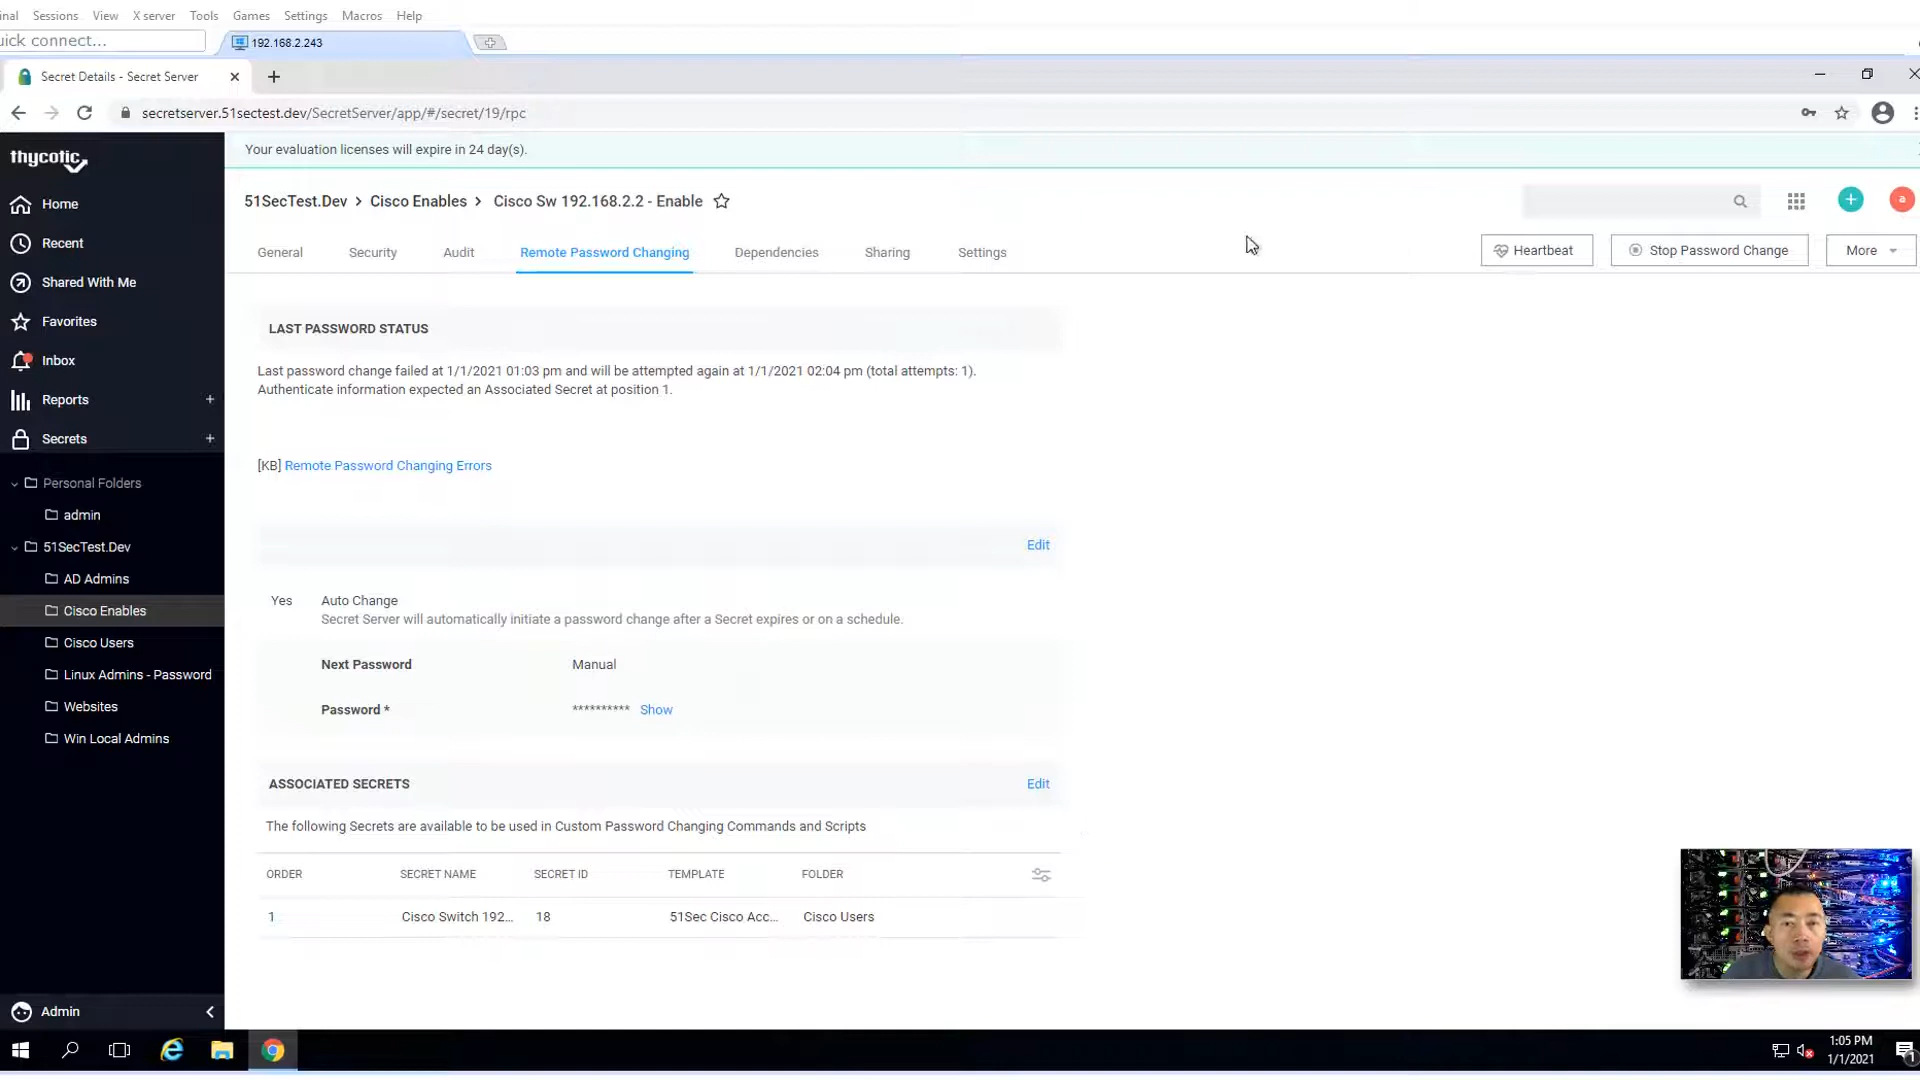 nal Sessions View X server Tools Games Settings Macros Help
uick connect...
192.168.2.243
Secret Details - Secret Server
secretserver.51sectest.dev/SecretServer/app/#/secret/19/rpc
thycotic
Your evaluation licenses will expire in 24 day(s).
Home
51SecTest.Dev > Cisco Enables > Cisco Sw 192.168.2.2 - Enable
a
Recent
General Security Audit Remote Password Changing Dependencies Sharing Settings
Heartbeat Stop Password Change More
Shared With Me
Favorites
LAST PASSWORD STATUS
Inbox
Last password change failed at 1/1/2021 01:03 pm and will be attempted again at 1/1/2021 02:04 pm (total attempts: 1).
Authenticate information expected an Associated Secret at position 1.
Reports +
Secrets +
[KB] Remote Password Changing Errors
Personal Folders
admin
51SecTest.Dev
Edit
AD Admins
Cisco Enables
Yes Auto Change
Secret Server will automatically initiate a password change after a Secret expires or on a schedule.
Cisco Users
Next Password Manual
Linux Admins - Password
Websites
Password * ********** Show
Win Local Admins
ASSOCIATED SECRETS Edit
The following Secrets are available to be used in Custom Password Changing Commands and Scripts
ORDER SECRET NAME SECRET ID TEMPLATE FOLDER
1 Cisco Switch 192... 18 51Sec Cisco Acc... Cisco Users
Admin
1:05 PM
1/1/2021
1